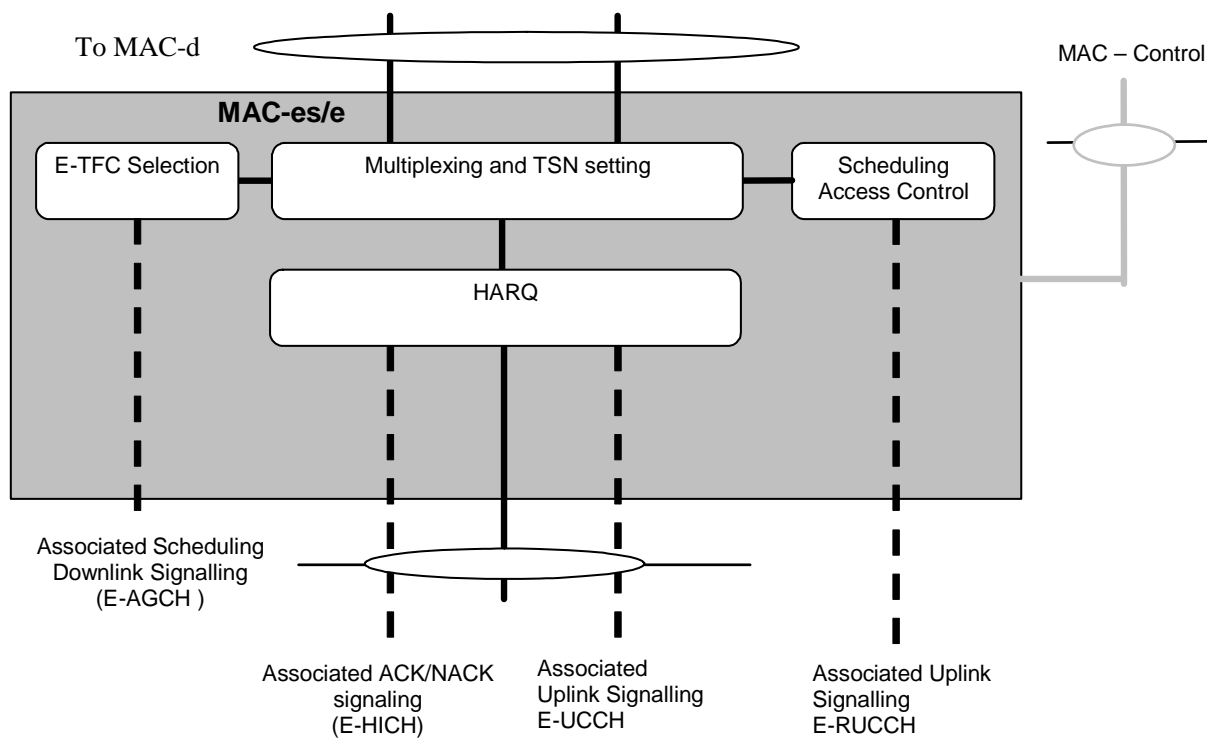 To MAC-d
MAC – Control
MAC-es/e
E-TFC Selection
Multiplexing and TSN setting
Scheduling
Access Control
HARQ
Associated Scheduling
Downlink Signalling
(E-AGCH )
Associated ACK/NACK
signaling
(E-HICH)
Associated
Uplink Signalling
E-UCCH
Associated Uplink
Signalling
E-RUCCH